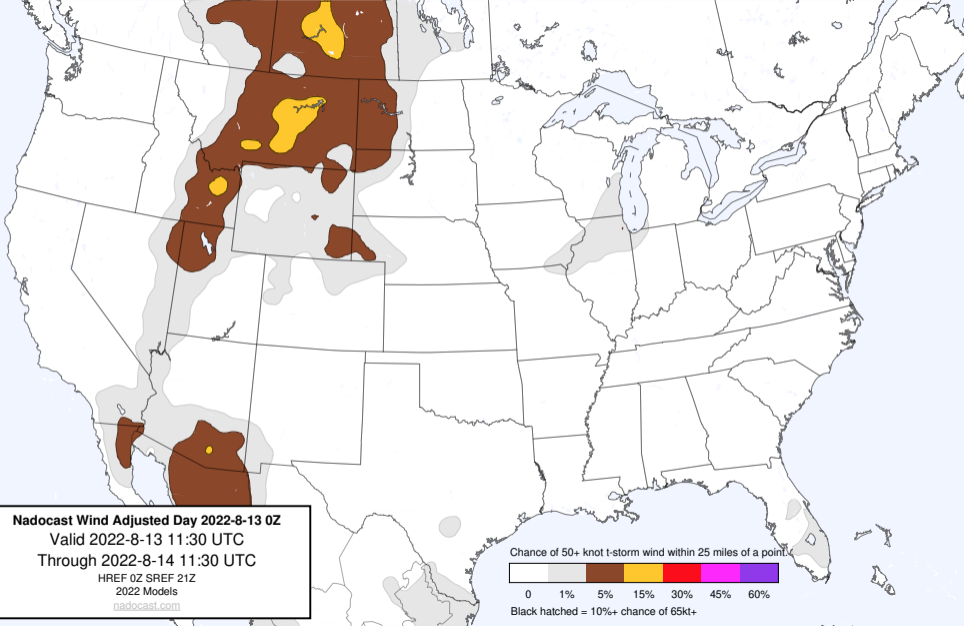 Nadocast Wind Adjusted Day 2022-8-13 0Z
Valid 2022-8-13 11:30 UTC
Through 2022-8-14 11:30 UTC
HREF 0Z SREF 21Z
2022 Models
nadocast.com
Chance of 50+ knot t-storm wind within 25 miles of a point.
0 1% 5% 15% 30% 45% 60%
Black hatched = 10%+ chance of 65kt+